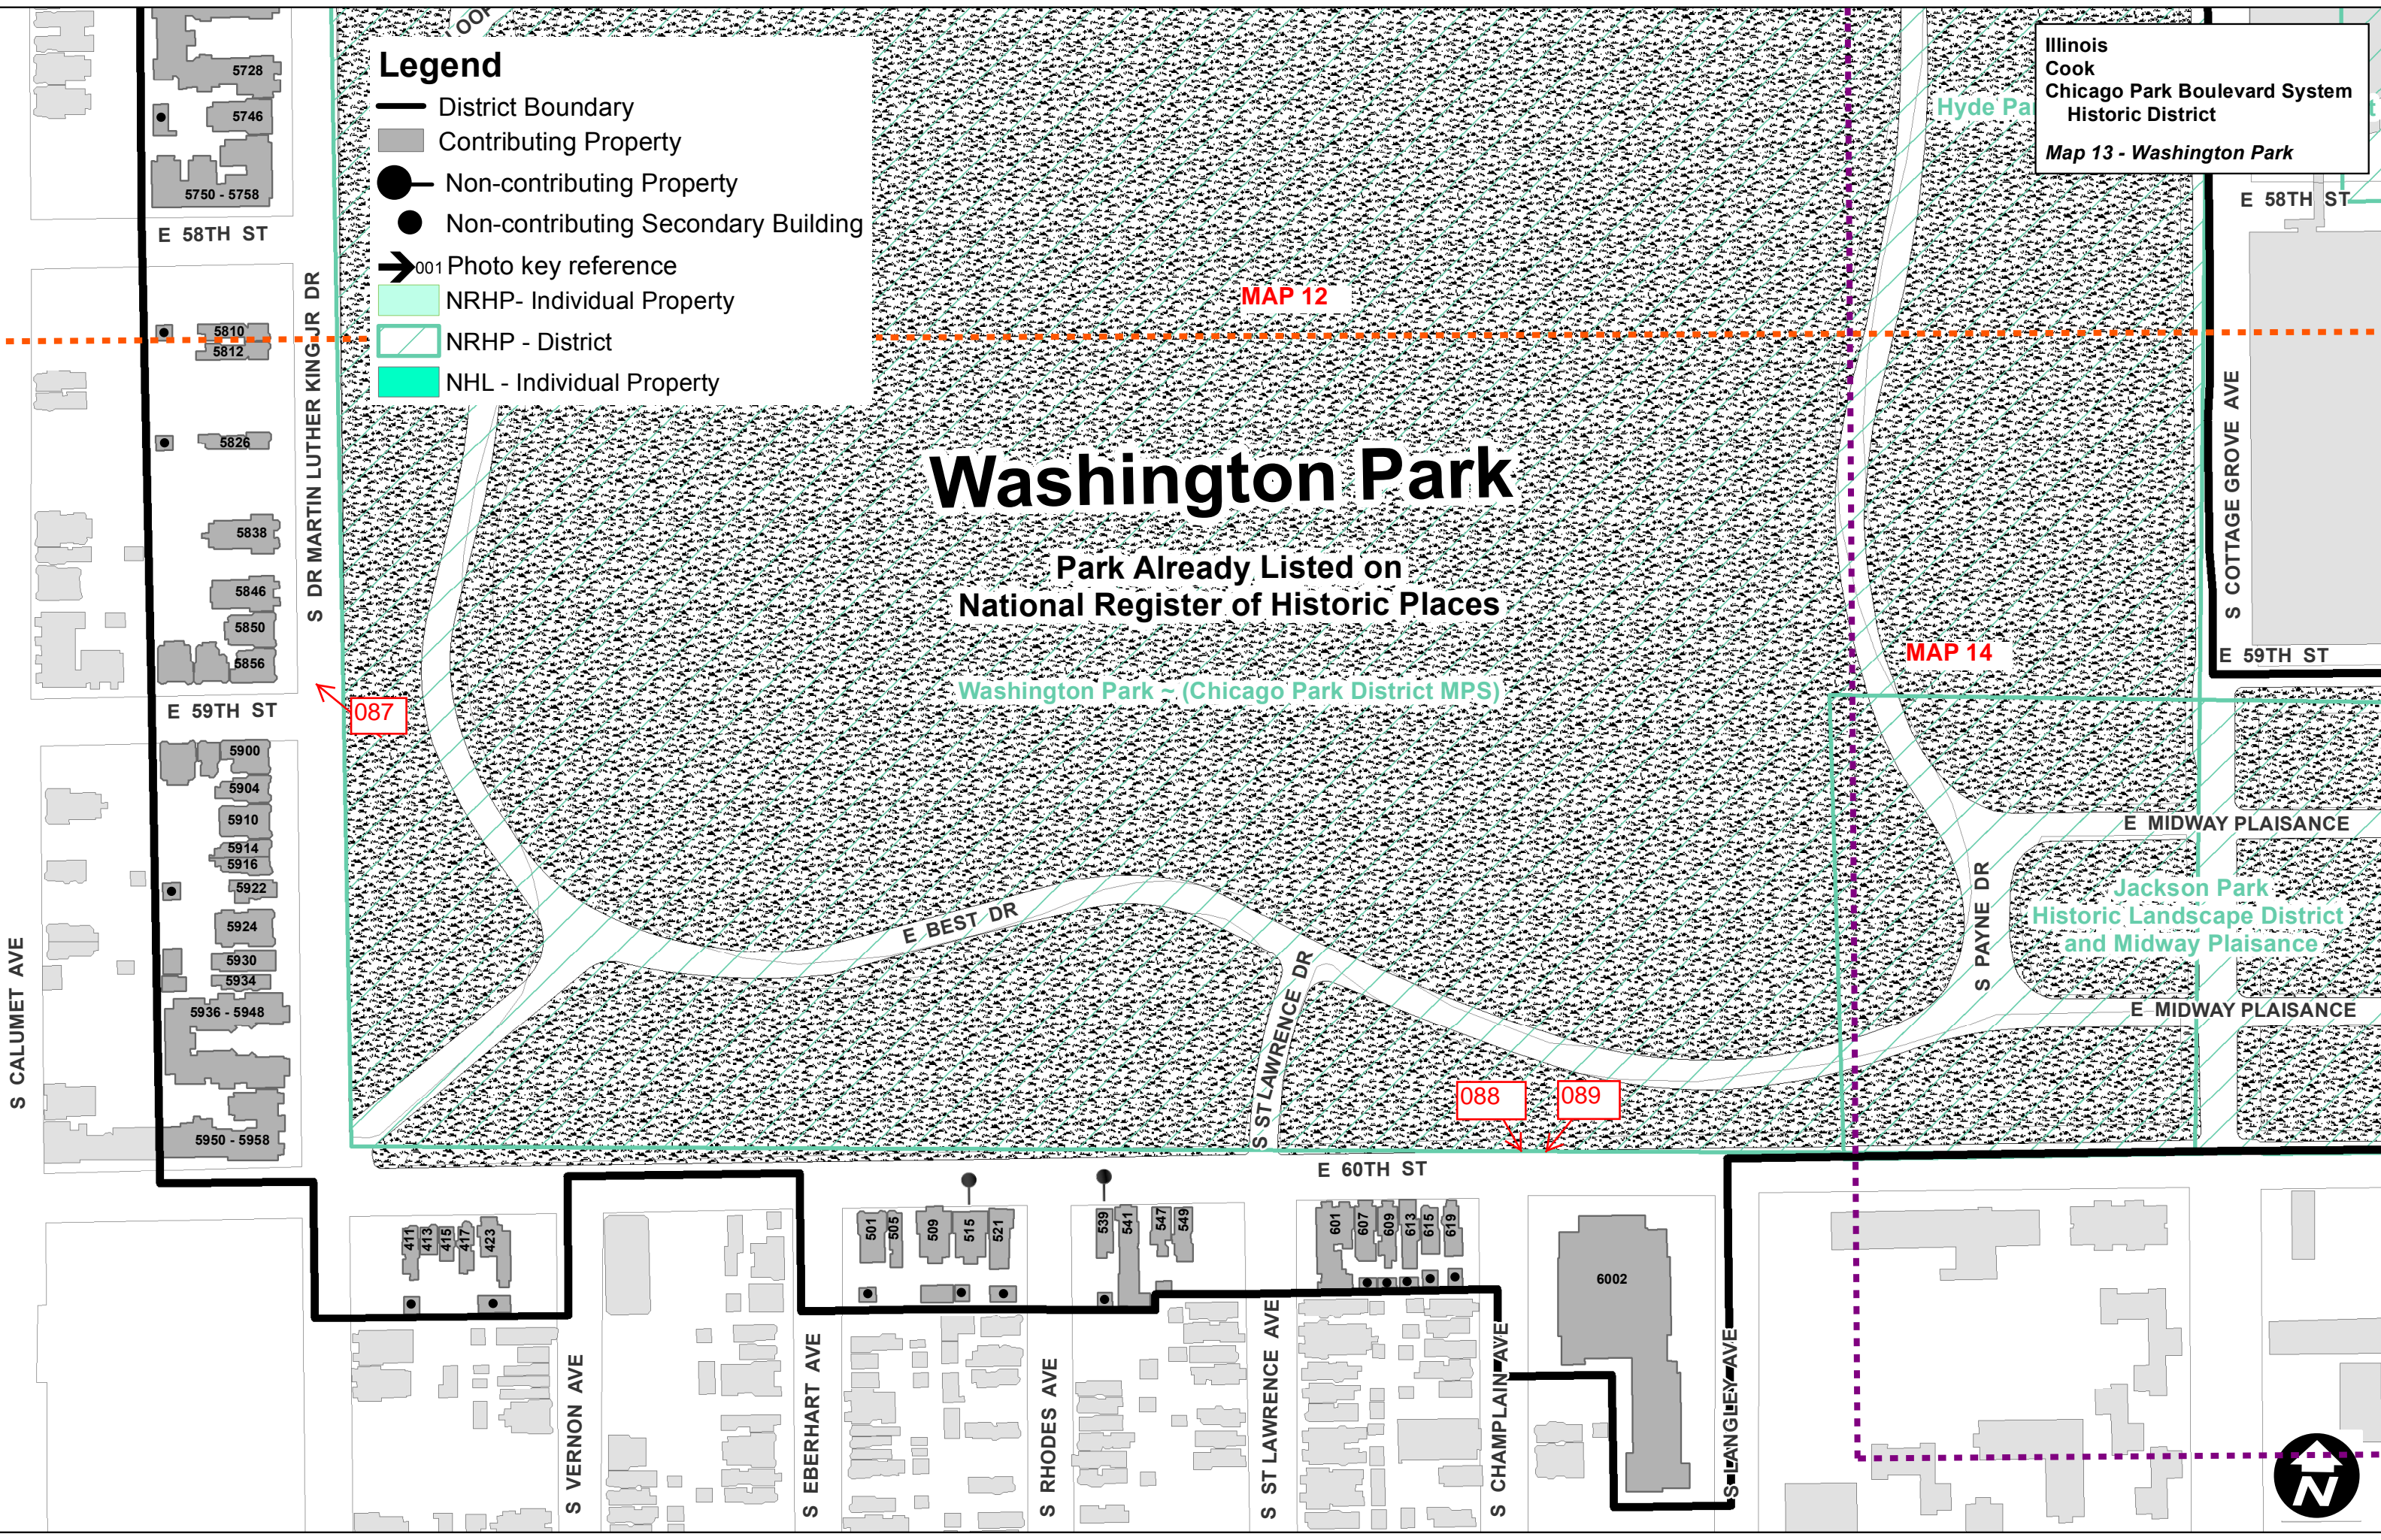 OOP
Legend
District Boundary
Contributing Property
Non-contributing Property
Non-contributing Secondary Building
001 Photo key reference
NRHP- Individual Property
NRHP - District
NHL - Individual Property
Illinois
Cook
Chicago Park Boulevard System
Historic District
Map 13 - Washington Park
Hyde Pa
t
5728
5746
5750 - 5758
E 58TH ST
E 58TH ST
S DR MARTIN LUTHER KING JR DR
MAP 12
5810
5812
5826
5838
5846
5850
5856
S COTTAGE GROVE AVE
Washington Park
Park Already Listed on
National Register of Historic Places
Washington Park ~ (Chicago Park District MPS)
MAP 14
E 59TH ST
087
E 59TH ST
5900
5904
5910
5914
5916
5922
5924
5930
5934
5936 - 5948
5950 - 5958
S CALUMET AVE
E BEST DR
S ST LAWRENCE DR
S PAYNE DR
E MIDWAY PLAISANCE
Jackson Park
Historic Landscape District
and Midway Plaisance
E MIDWAY PLAISANCE
088
089
E 60TH ST
411
413
415
417
423
501
505
509
515
521
539
541
547
549
601
607
609
613
615
619
6002
S VERNON AVE
S EBERHART AVE
S RHODES AVE
S ST LAWRENCE AVE
S CHAMPLAIN AVE
S LANGLEY AVE
N